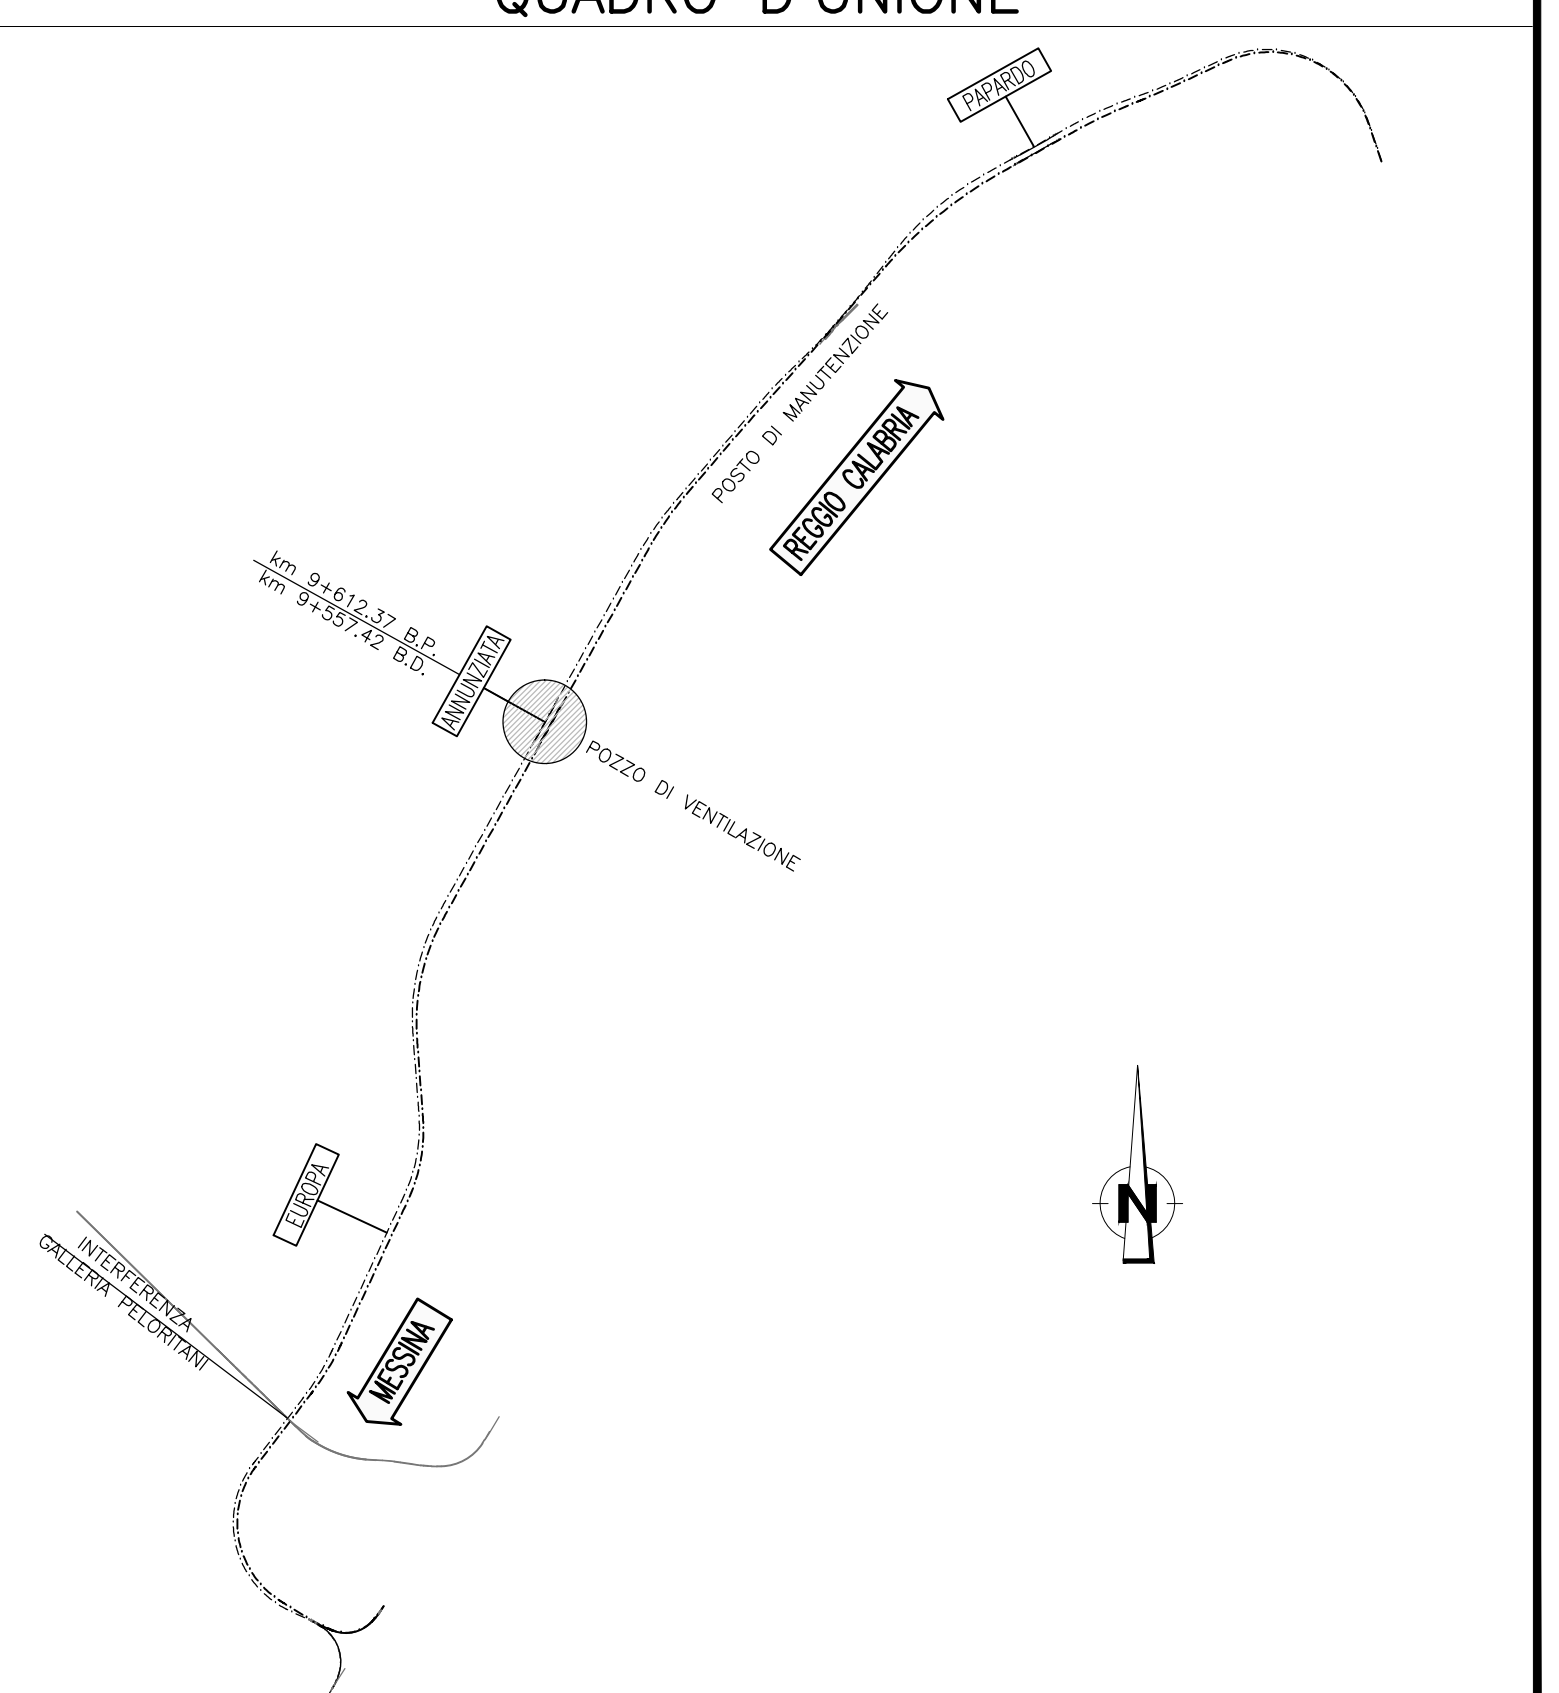 QUADRO D'UNIONE
PAPARDO
POSTO DI MANUTENZIONE
REGGIO CALABRIA
km 9+612.37 B.P.
km 9+557.42 B.D.
ANNUNZIATA
POZZO DI VENTILAZIONE
EUROPA
N
INTERFERENZA
GALLERIA PELORITANI
MESSINA